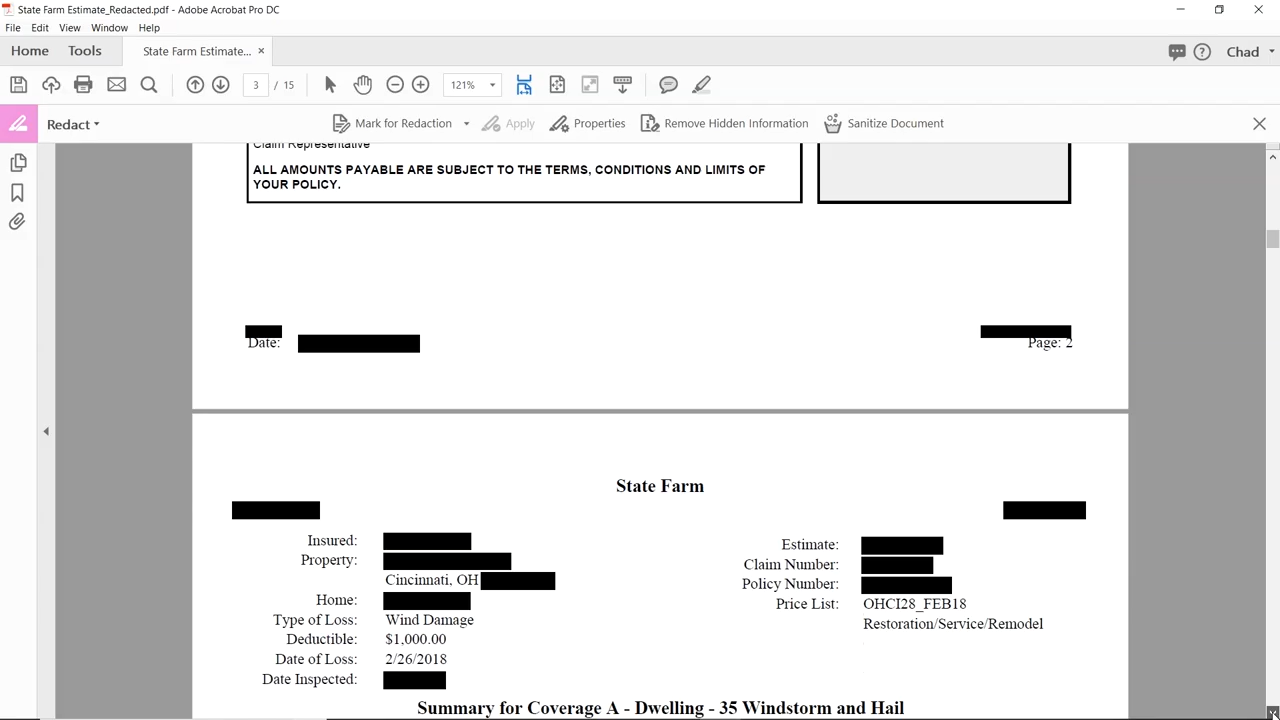 State Farm Estimate_Redacted.pdf - Adobe Acrobat Pro DC
File Edit View Window Help
Home Tools State Farm Estimate... × Chad
3 / 15 121%
Redact Mark for Redaction Apply Properties Remove Hidden Information Sanitize Document
Claim Representative
ALL AMOUNTS PAYABLE ARE SUBJECT TO THE TERMS, CONDITIONS AND LIMITS OF
YOUR POLICY.
Date: Page: 2
State Farm
Insured:
Property:
Cincinnati, OH
Home:
Type of Loss: Wind Damage
Deductible: $1,000.00
Date of Loss: 2/26/2018
Date Inspected:
Estimate:
Claim Number:
Policy Number:
Price List: OHCI28_FEB18
Restoration/Service/Remodel
Summary for Coverage A - Dwelling - 35 Windstorm and Hail